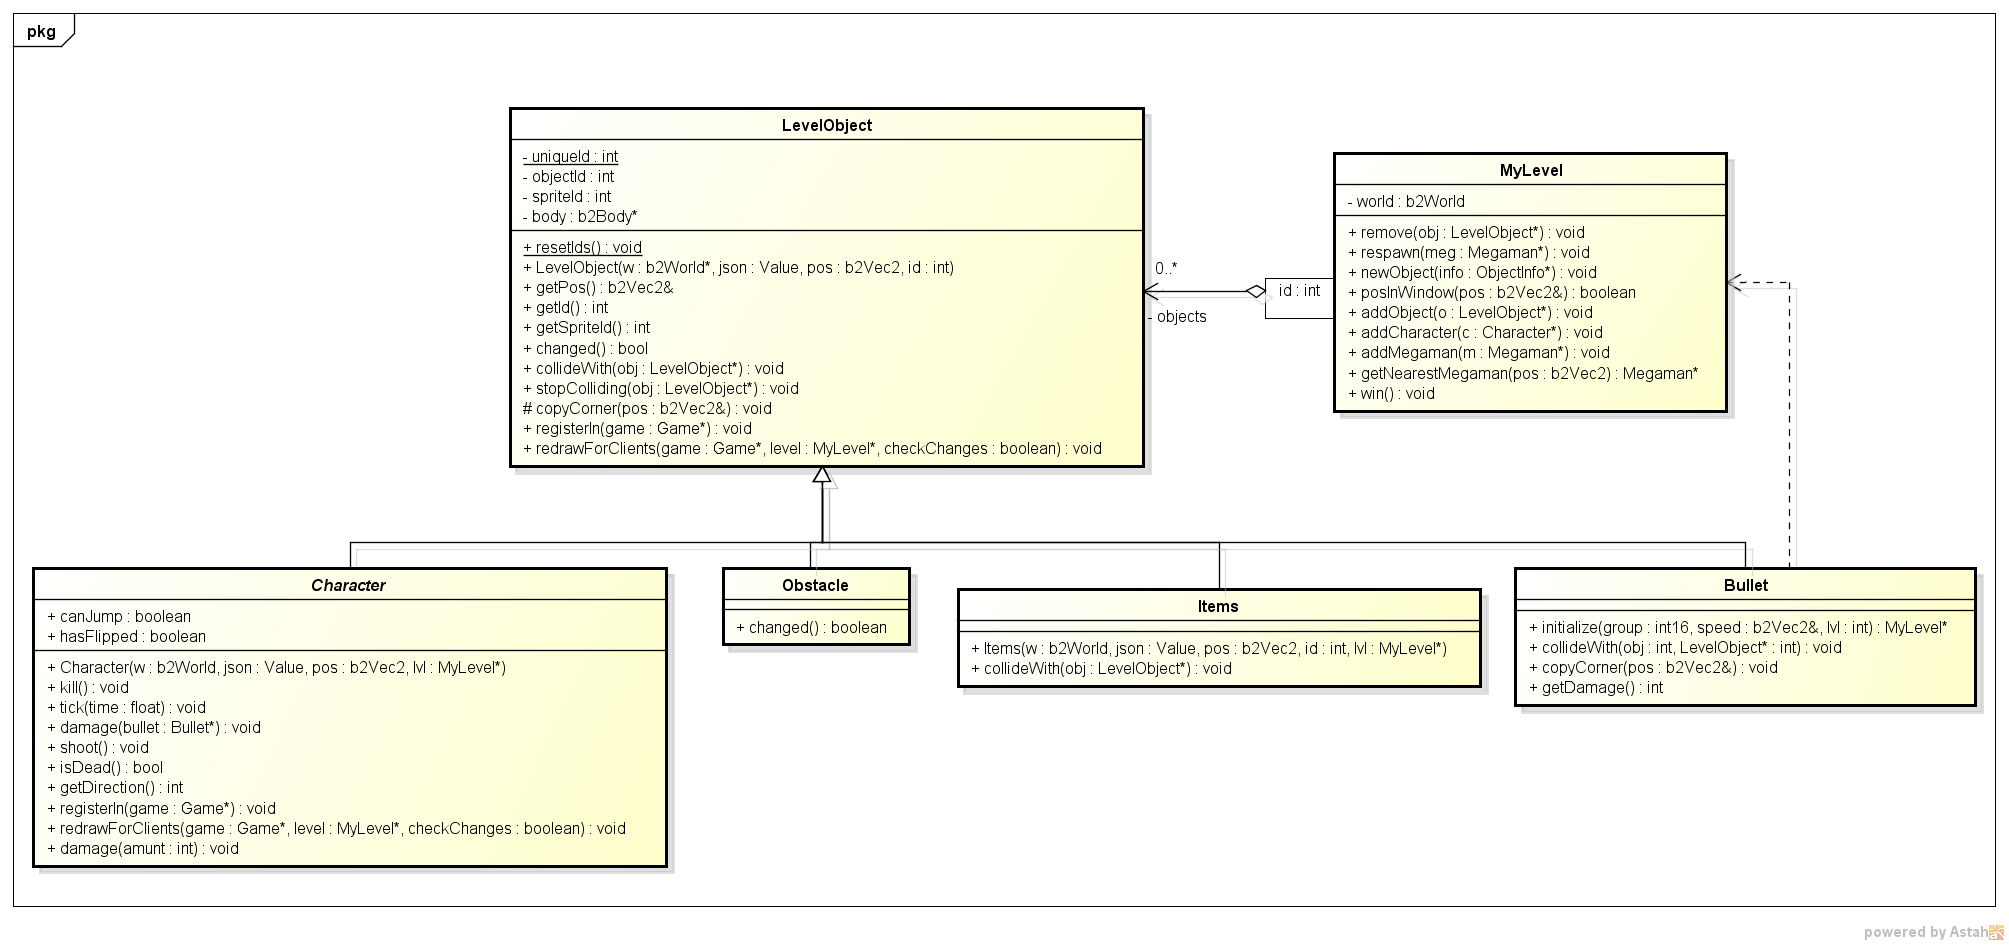 pkg
LevelObject
- uniqueId : int
- objectId : int
- spriteId : int
- body : b2Body*
+ resetIds() : void
+ LevelObject(w : b2World*, json : Value, pos : b2Vec2, id : int)
+ getPos() : b2Vec2&
+ getId() : int
+ getSpriteId() : int
+ changed() : bool
+ collideWith(obj : LevelObject*) : void
+ stopColliding(obj : LevelObject*) : void
# copyCorner(pos : b2Vec2&) : void
+ registerIn(game : Game*) : void
+ redrawForClients(game : Game*, level : MyLevel*, checkChanges : boolean) : void
0..*
- objects
id : int
MyLevel
- world : b2World
+ remove(obj : LevelObject*) : void
+ respawn(meg : Megaman*) : void
+ newObject(info : ObjectInfo*) : void
+ posInWindow(pos : b2Vec2&) : boolean
+ addObject(o : LevelObject*) : void
+ addCharacter(c : Character*) : void
+ addMegaman(m : Megaman*) : void
+ getNearestMegaman(pos : b2Vec2) : Megaman*
+ win() : void
Character
+ canJump : boolean
+ hasFlipped : boolean
+ Character(w : b2World, json : Value, pos : b2Vec2, lvl : MyLevel*)
+ kill() : void
+ tick(time : float) : void
+ damage(bullet : Bullet*) : void
+ shoot() : void
+ isDead() : bool
+ getDirection() : int
+ registerIn(game : Game*) : void
+ redrawForClients(game : Game*, level : MyLevel*, checkChanges : boolean) : void
+ damage(amunt : int) : void
Obstacle
+ changed() : boolean
Items
+ Items(w : b2World, json : Value, pos : b2Vec2, id : int, lvl : MyLevel*)
+ collideWith(obj : LevelObject*) : void
Bullet
+ initialize(group : int16, speed : b2Vec2&, lvl : int) : MyLevel*
+ collideWith(obj : int, LevelObject* : int) : void
+ copyCorner(pos : b2Vec2&) : void
+ getDamage() : int
powered by Astah